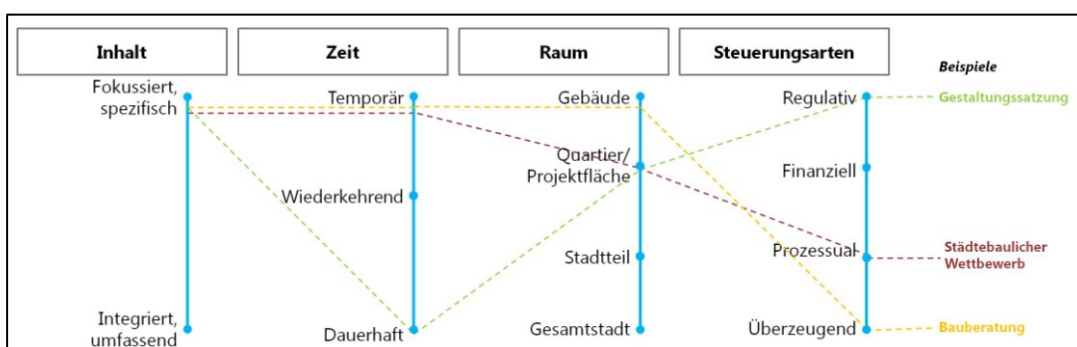 Inhalt
Zeit
Raum
Steuerungsarten
Beispiele
Fokussiert,
spezifisch
Temporär
Gebäude
Regulativ
Gestaltungssatzung
Quartier/
Projektfläche
Finanziell
Wiederkehrend
Stadtteil
Prozessual
Städtebaulicher
Wettbewerb
Integriert,
umfassend
Dauerhaft
Gesamtstadt
Überzeugend
Bauberatung